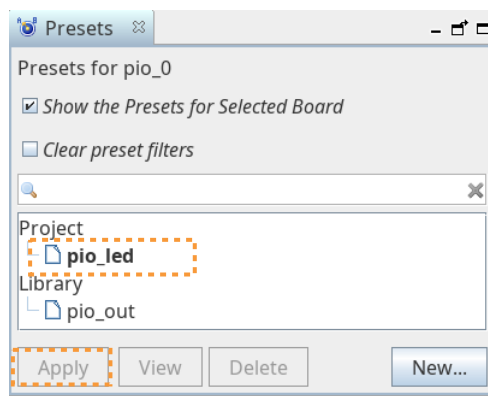 Presets
Presets for pio_0
Show the Presets for Selected Board
Clear preset filters
Project
pio_led
Library
pio_out
Apply View Delete New...